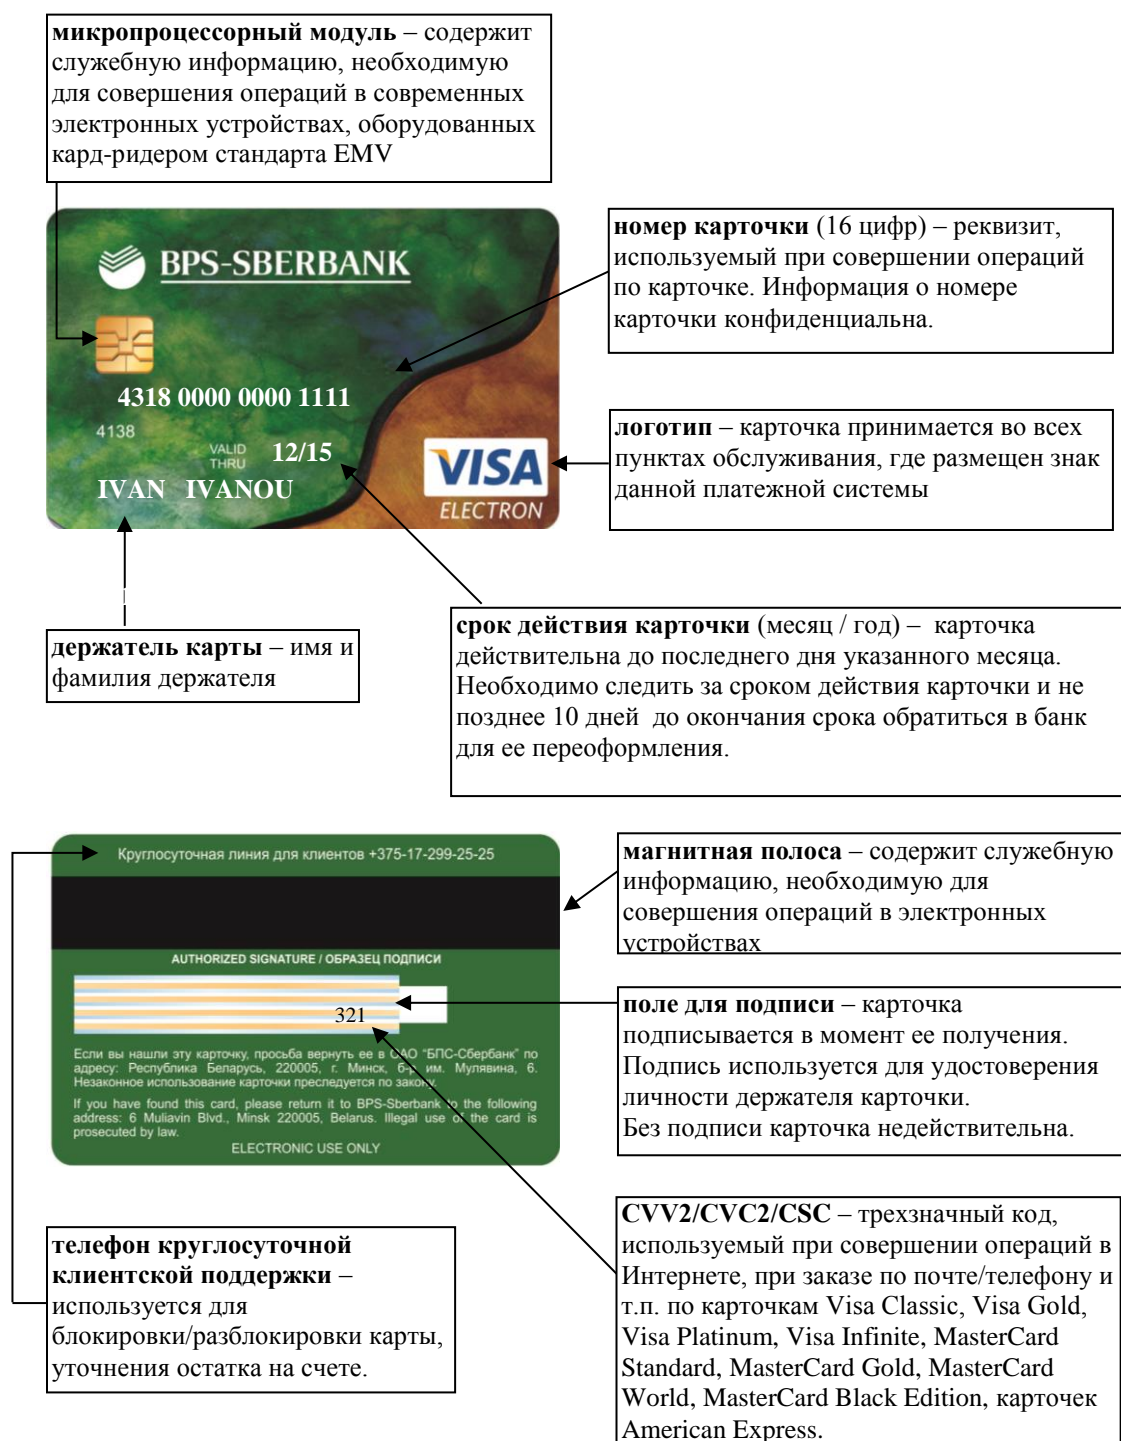 микропроцессорный модуль – содержит
служебную информацию, необходимую
для совершения операций в современных
электронных устройствах, оборудованных
кард-ридером стандарта EMV
BPS-SBERBANK
4318 0000 0000 1111
4138
VALID
THRU
12/15
IVAN IVANOU
VISA
ELECTRON
номер карточки (16 цифр) – реквизит,
используемый при совершении операций
по карточке. Информация о номере
карточки конфиденциальна.
логотип – карточка принимается во всех
пунктах обслуживания, где размещен знак
данной платежной системы
держатель карты – имя и
фамилия держателя
срок действия карточки (месяц / год) – карточка
действительна до последнего дня указанного месяца.
Необходимо следить за сроком действия карточки и не
позднее 10 дней до окончания срока обратиться в банк
для ее переоформления.
Круглосуточная линия для клиентов +375-17-299-25-25
AUTHORIZED SIGNATURE / ОБРАЗЕЦ ПОДПИСИ
321
Если вы нашли эту карточку, просьба вернуть ее в ОАО "БПС-Сбербанк" по
адресу: Республика Беларусь, 220005, г. Минск, б-р им. Мулявина, 6.
Незаконное использование карточки преследуется по закону.
If you have found this card, please return it to BPS-Sberbank to the following
address: 6 Muliavin Blvd., Minsk 220005, Belarus. Illegal use of the card is
prosecuted by law.
ELECTRONIC USE ONLY
магнитная полоса – содержит служебную
информацию, необходимую для
совершения операций в электронных
устройствах
поле для подписи – карточка
подписывается в момент ее получения.
Подпись используется для удостоверения
личности держателя карточки.
Без подписи карточка недействительна.
телефон круглосуточной
клиентской поддержки –
используется для
блокировки/разблокировки карты,
уточнения остатка на счете.
CVV2/CVC2/CSC – трехзначный код,
используемый при совершении операций в
Интернете, при заказе по почте/телефону и
т.п. по карточкам Visa Classic, Visa Gold,
Visa Platinum, Visa Infinite, MasterCard
Standard, MasterCard Gold, MasterCard
World, MasterCard Black Edition, карточек
American Express.